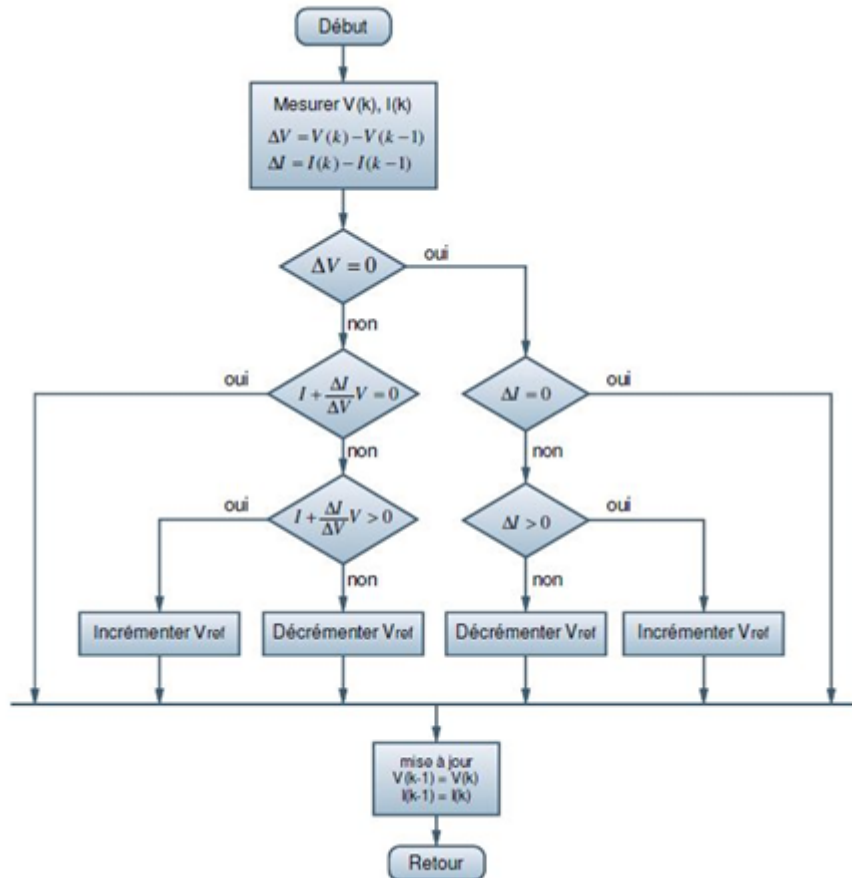 Début
Mesurer V(k), I(k)
ΔV = V(k) − V(k − 1)
ΔI = I(k) − I(k − 1)
ΔV = 0
oui
non
I + ΔI/ΔV V = 0
oui
non
ΔI = 0
oui
non
I + ΔI/ΔV V > 0
oui
non
ΔI > 0
oui
non
Incrémenter Vref
Décrémenter Vref
Décrémenter Vref
Incrémenter Vref
mise à jour
V(k-1) = V(k)
I(k-1) = I(k)
Retour